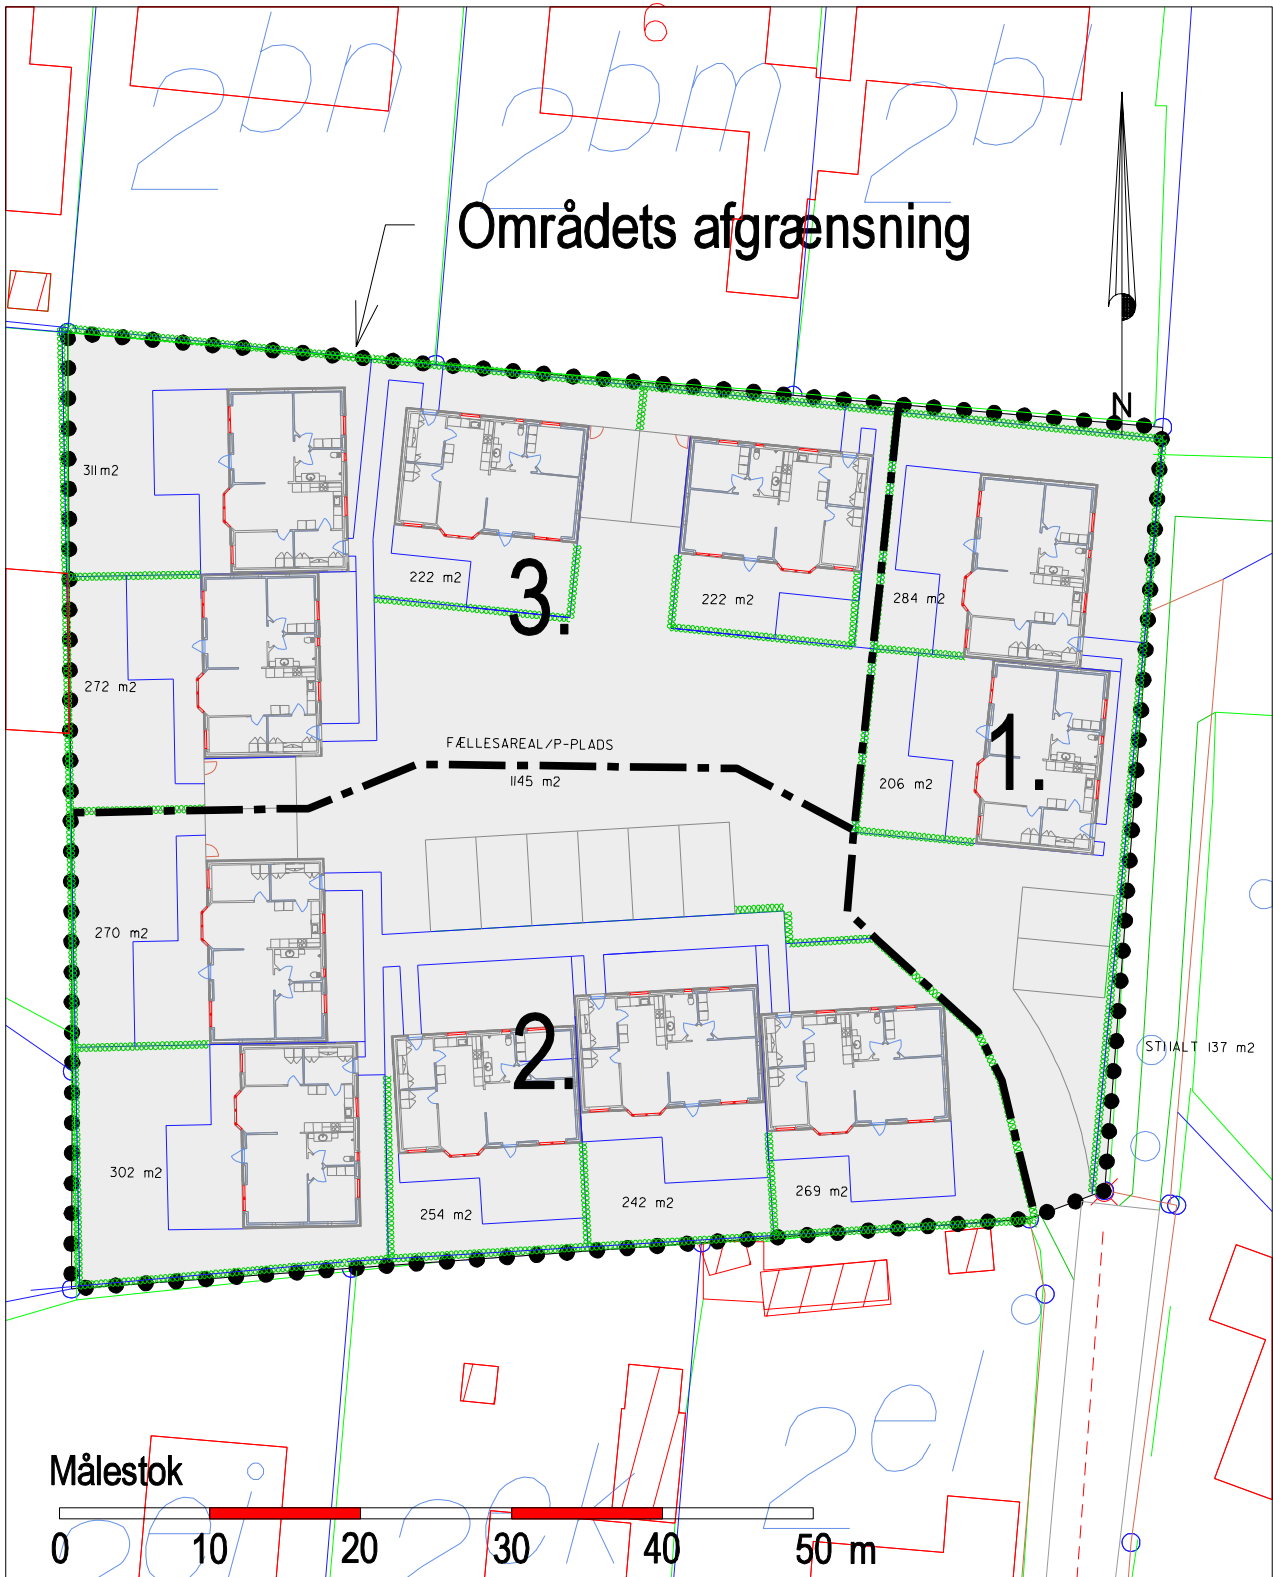 6
2bn
2bm
2bl
Områdets afgrænsning
N
311 m2
222 m2
222 m2
284 m2
3.
272 m2
1.
FÆLLESAREAL/P-PLADS
1145 m2
206 m2
270 m2
2.
STIIALT 137 m2
302 m2
254 m2
242 m2
269 m2
2el
Målestok
0 10 20 30 40 50 m